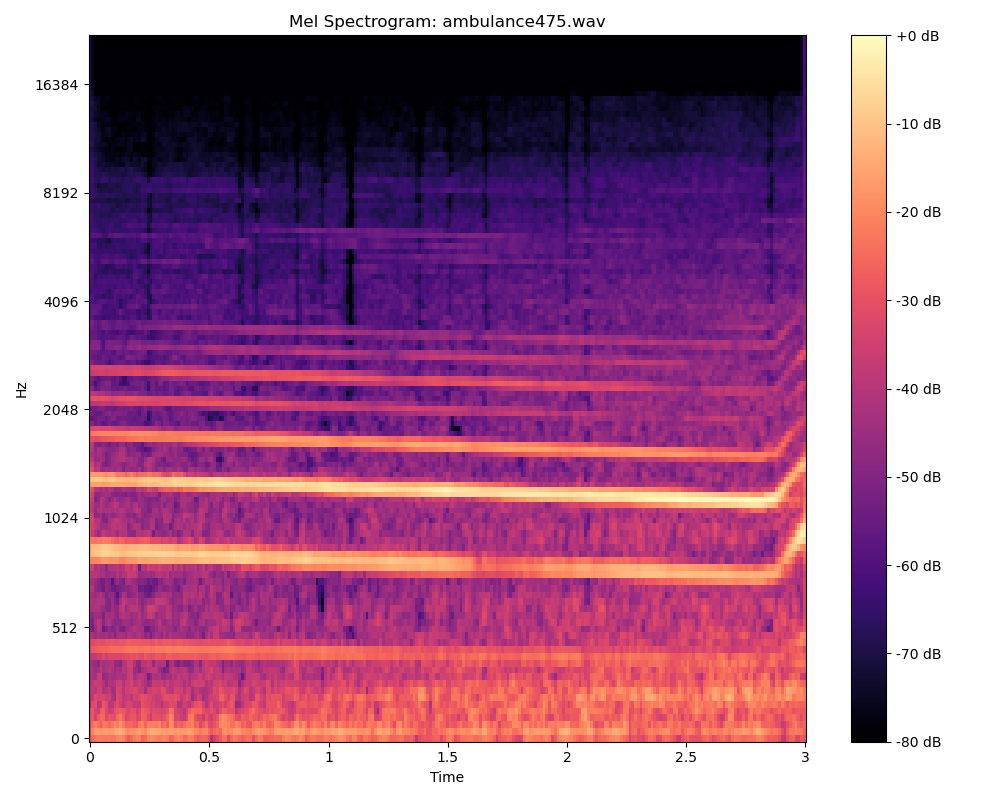 Mel Spectrogram: ambulance475.wav
+0 dB
16384
-10 dB
8192
-20 dB
4096
-30 dB
Hz
2048
-40 dB
1024
-50 dB
512
-60 dB
-70 dB
0
-80 dB
0 0.5 1 1.5 2 2.5 3
Time